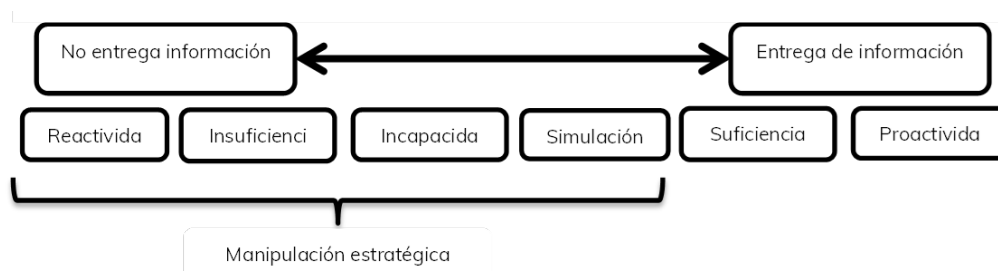 No entrega información
Entrega de información
Reactivida
Insuficienci
Incapacida
Simulación
Suficiencia
Proactivida
Manipulación estratégica